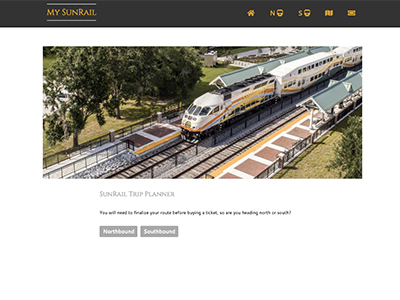 My SunRail
N S
SunRail Trip Planner
You will need to finalize your route before buying a ticket, so are you heading north or south?
Northbound Southbound